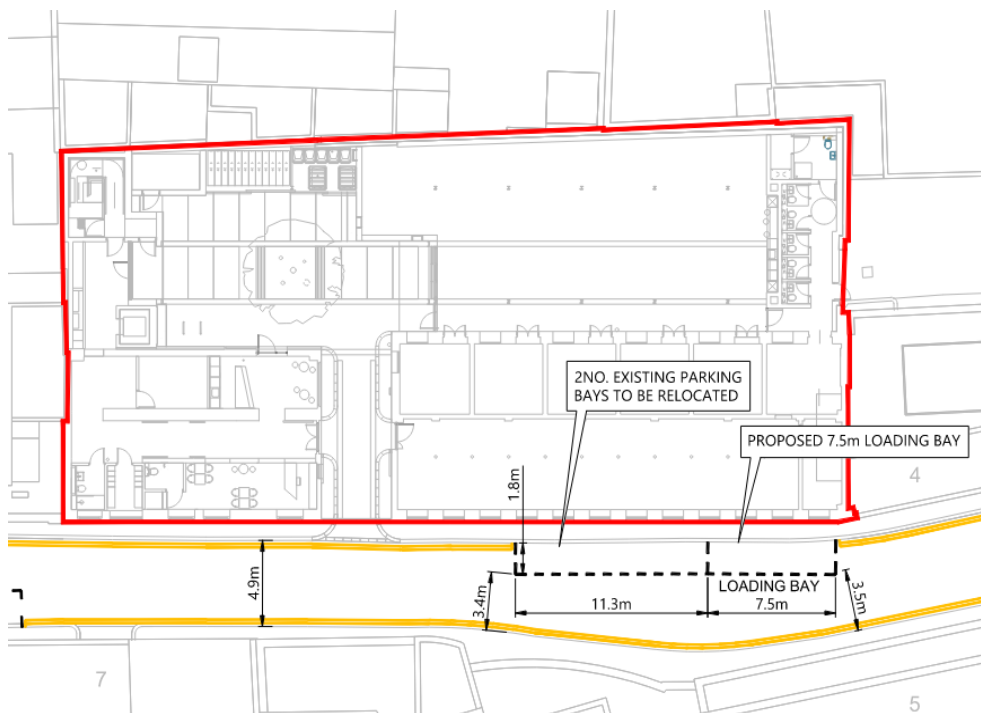 2NO. EXISTING PARKING
BAYS TO BE RELOCATED
PROPOSED 7.5m LOADING BAY
4
1.8m
4.9m
3.4m
LOADING BAY
11.3m
7.5m
3.5m
7
5